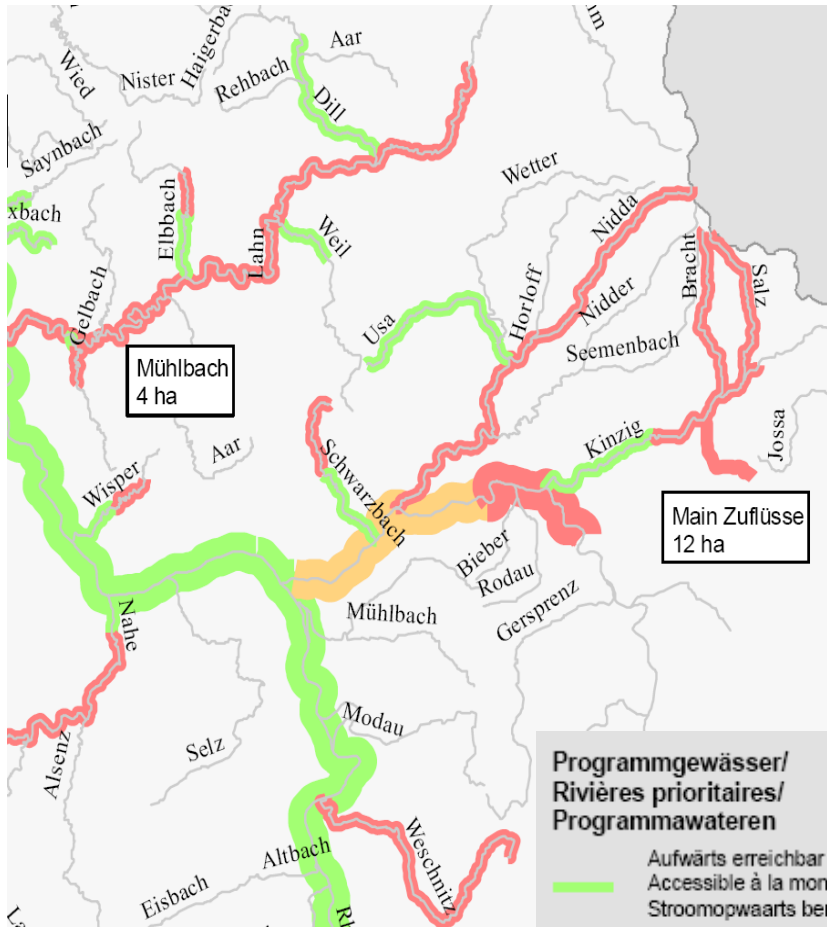 Aar
Haigerba
Wied
Nister
Rehbach
Dill
Saynbach
xbach
Wetter
Elbbach
Lahn
Weil
Nidda
Bracht
Salz
Gelbach
Usa
Horloff
Nidder
Seemenbach
Mühlbach
4 ha
Aar
Wisper
Schwarzbach
Kinzig
Jossa
Main Zuflüsse
12 ha
Bieber
Rodau
Gersprenz
Mühlbach
Nahe
Modau
Selz
Alsenz
Altbach
Weschnitz
Eisbach
Rh
La
Programmgewässer/
Rivières prioritaires/
Programmawateren
Aufwärts erreichbar
Accessible à la mon
Stroomopwaarts ber